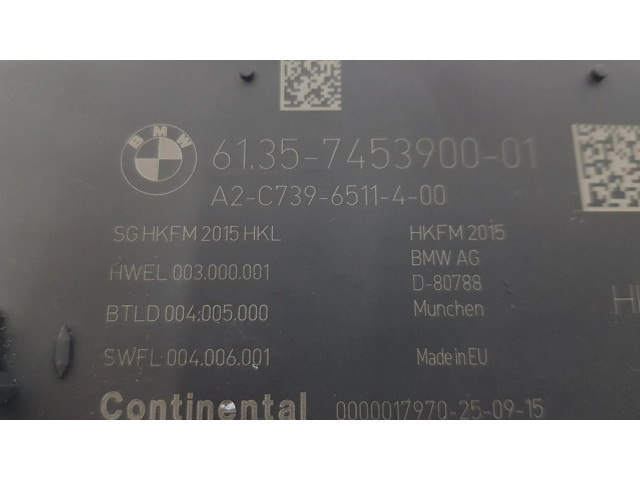 BMW
61.35-7453900-01
A2-C739-6511-4-00
SG HKFM 2015 HKL
HWEL 003.000.001
BTLD 004.005.000
SWFL 004.006.001
HKFM 2015
BMW AG
D-80788
Munchen
Made in EU
Continental
0000017970-25-09-15